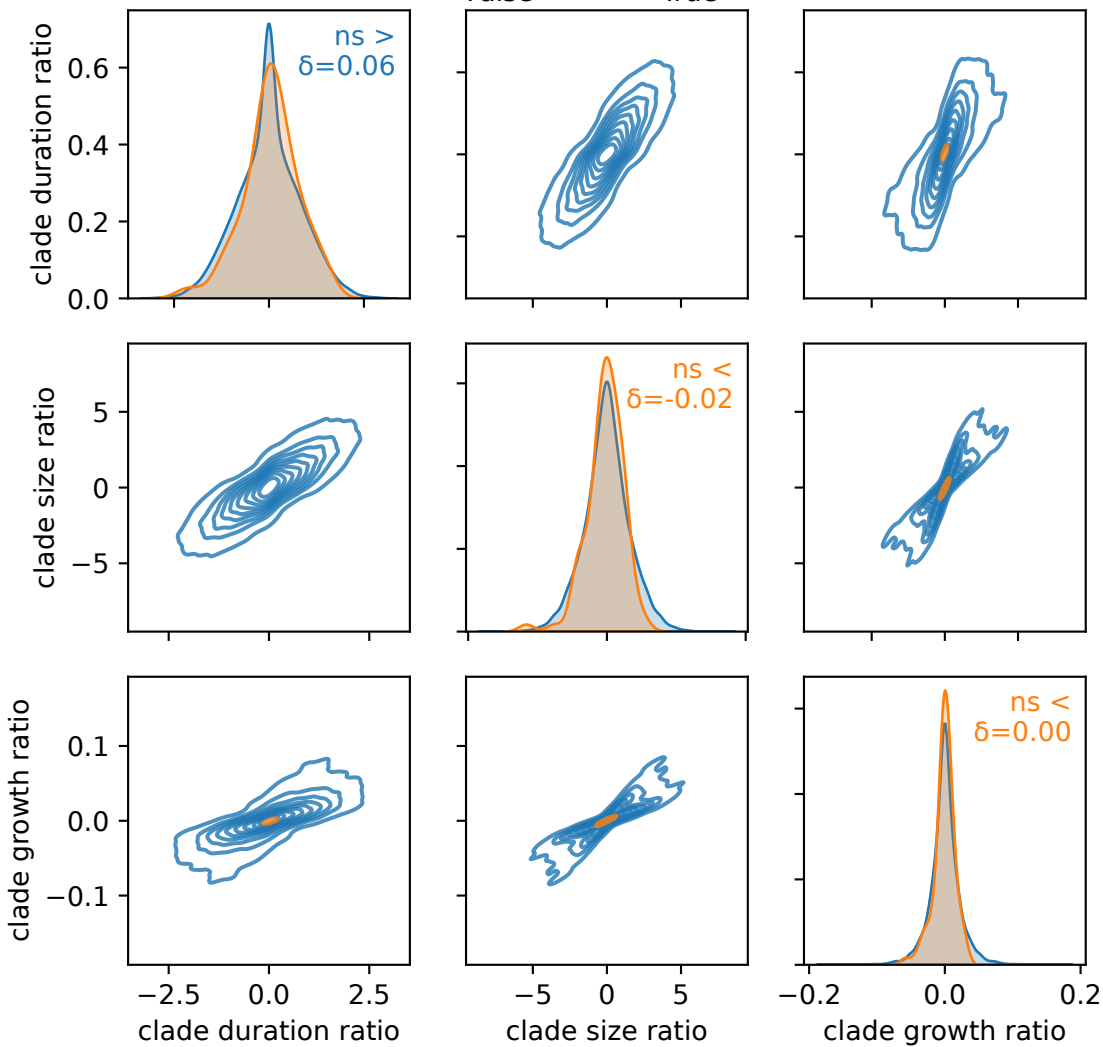 clade duration ratio
0.6
0.4
0.2
0.0
ns >
δ=0.06
clade size ratio
5
0
−5
ns <
δ=-0.02
clade growth ratio
0.1
0.0
−0.1
ns <
δ=0.00
−2.5 0.0 2.5
clade duration ratio
−5 0 5
clade size ratio
−0.2 0.0 0.2
clade growth ratio